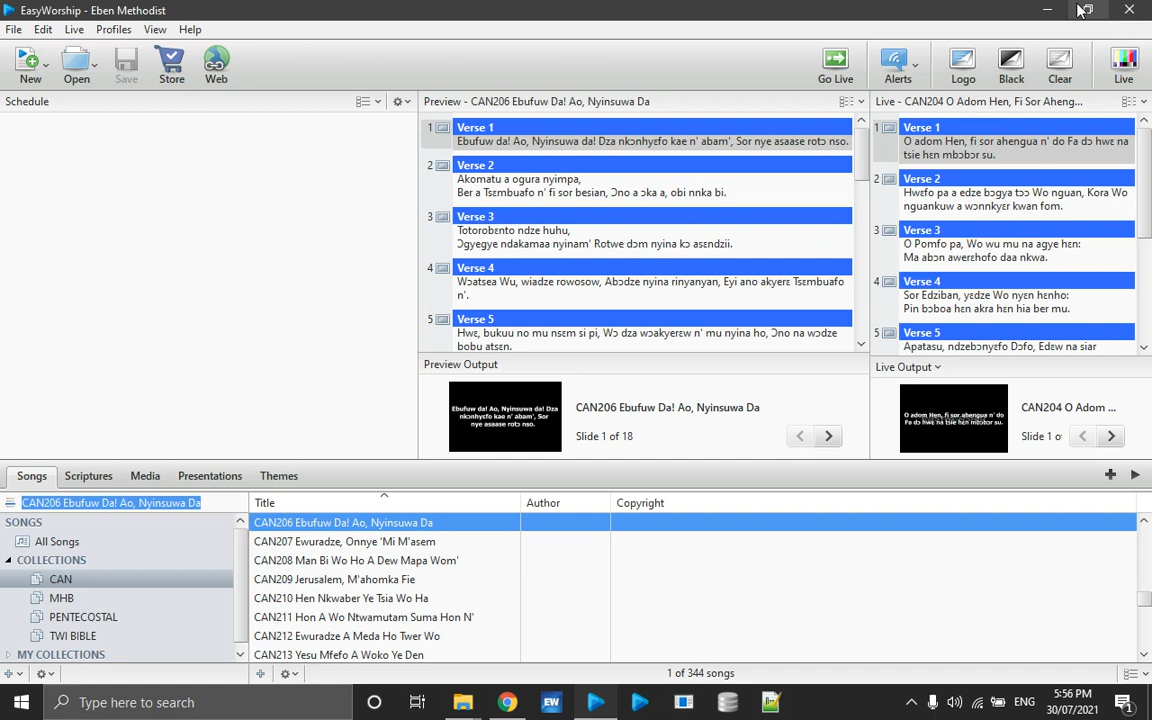 EasyWorship - Eben Methodist
File Edit Live Profiles View Help
New Open Save Store Web Go Live Alerts Logo Black Clear Live
Schedule
Preview - CAN206 Ebufuw Da! Ao, Nyinsuwa Da
1 Verse 1
Ebufuw da! Ao, Nyinsuwa da! Dza nkɔnhyɛfo kae n' abam', Sor nye asaase rotɔ nso.
2 Verse 2
Akomatu a ogura nyimpa,
Ber a Tsɛmbuafo n' fi sor besian, Ɔno a ɔka a, obi nnka bi.
3 Verse 3
Totorobɛnto ndze huhu,
Ɔgyegye ndakamaa nyinam' Rotwe dɔm nyina kɔ asɛndzii.
4 Verse 4
Wɔatsea Wu, wiadze rowosow, Abɔdze nyina rinyanyan, Eyi ano akyerɛ Tsɛmbuafo
n'.
5 Verse 5
Hwɛ, bukuu no mu nsɛm si pi, Wɔ dza wɔakyerɛw n' mu nyina ho, Ɔno na wɔdze
bobu atsɛn.
Live - CAN204 O Adom Hen, Fi Sor Aheng...
1 Verse 1
O adom Hen, fi sor ahengua n' do Fa dɔ hwɛ na
tsie hɛn mbɔbɔr su.
2 Verse 2
Hwɛfo pa a edze bɔgya tɔɔ Wo nguan, Kora Wo
nguankuw a wɔnnkyɛr kwan fom.
3 Verse 3
O Pomfo pa, Wo wu mu na agye hɛn:
Ma abɔn awerɛhofo daa nkwa.
4 Verse 4
Sor Edziban, yɛdze Wo nyɛn hɛnho:
Pin bɔbɔa hɛn akra hɛn hia ber mu.
5 Verse 5
Apatasu, ndzebɔnyɛfo Dɔfo, Edɛw na siar
Preview Output
Ebufuw da! Ao, Nyinsuwa da! Dza
nkɔnhyɛfo kae n' abam', Sor
nye asaase rotɔ nso.
CAN206 Ebufuw Da! Ao, Nyinsuwa Da
Slide 1 of 18
Live Output
O adom Hen, fi sor ahengua n' do
Fa dɔ hwɛ na tsie hɛn mbɔbɔr su.
CAN204 O Adom ...
Slide 1 o
Songs Scriptures Media Presentations Themes
CAN206 Ebufuw Da! Ao, Nyinsuwa Da
SONGS
All Songs
COLLECTIONS
CAN
MHB
PENTECOSTAL
TWI BIBLE
MY COLLECTIONS
Title Author Copyright
CAN206 Ebufuw Da! Ao, Nyinsuwa Da
CAN207 Ewuradze, Onnye 'Mi M'asem
CAN208 Man Bi Wo Ho A Dew Mapa Wom'
CAN209 Jerusalem, M'ahomka Fie
CAN210 Hen Nkwaber Ye Tsia Wo Ha
CAN211 Hon A Wo Ntwamutam Suma Hon N'
CAN212 Ewuradze A Meda Ho Twer Wo
CAN213 Yesu Mfefo A Woko Ye Den
1 of 344 songs
Type here to search
EW
ENG
5:56 PM
30/07/2021
1